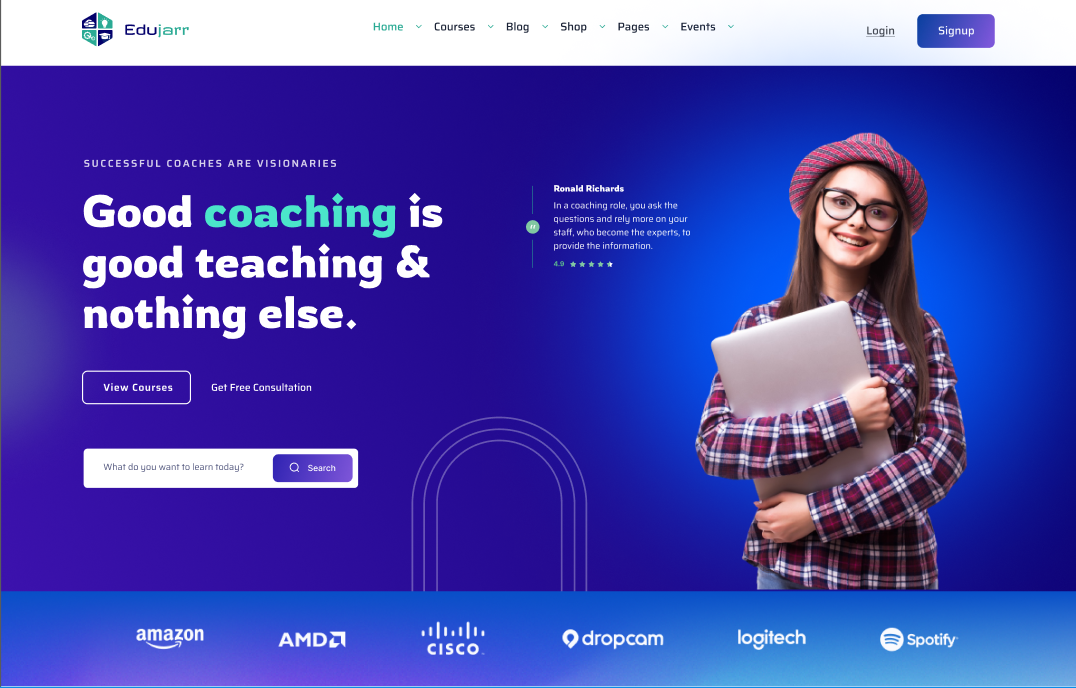 Edujarr
Home Courses Blog Shop Pages Events
Login
Signup
SUCCESSFUL COACHES ARE VISIONARIES
Good coaching is
good teaching &
nothing else.
Ronald Richards
In a coaching role, you ask the
questions and rely more on your
staff, who become the experts, to
provide the information.
4.9
View Courses
Get Free Consultation
What do you want to learn today?
Search
amazon
AMD
CISCO
dropcam
logitech
Spotify